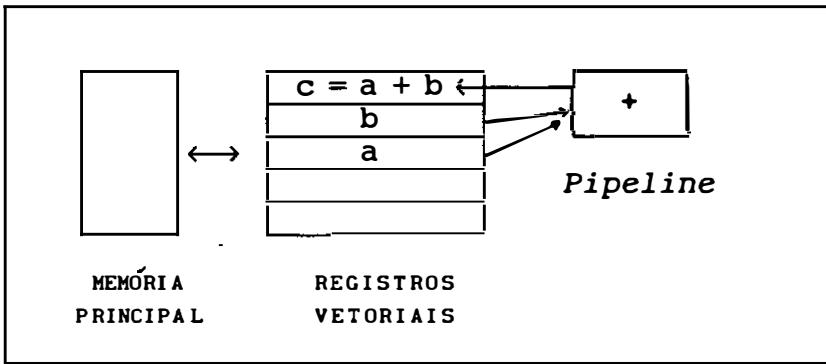 c = a + b
+
b
a
Pipeline
MEMÓRIA REGISTROS
PRINCIPAL VETORIAIS